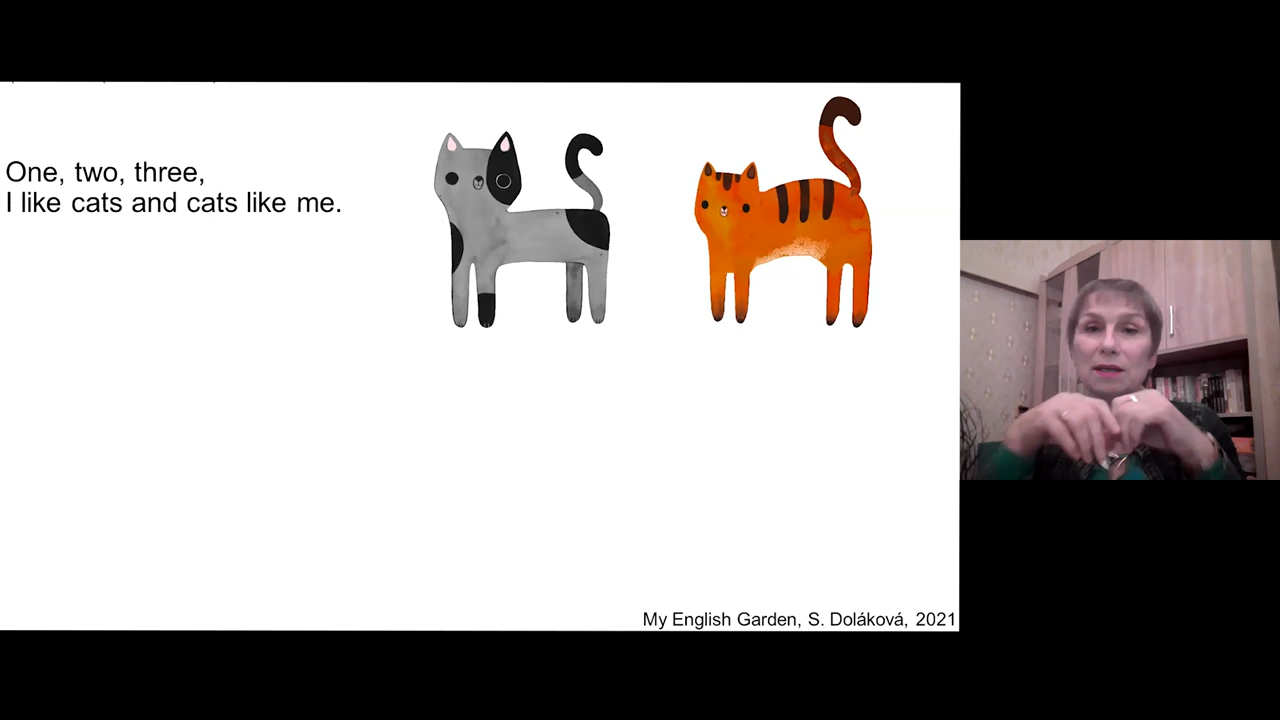 One, two, three,
I like cats and cats like me.
My English Garden, S. Doláková, 2021